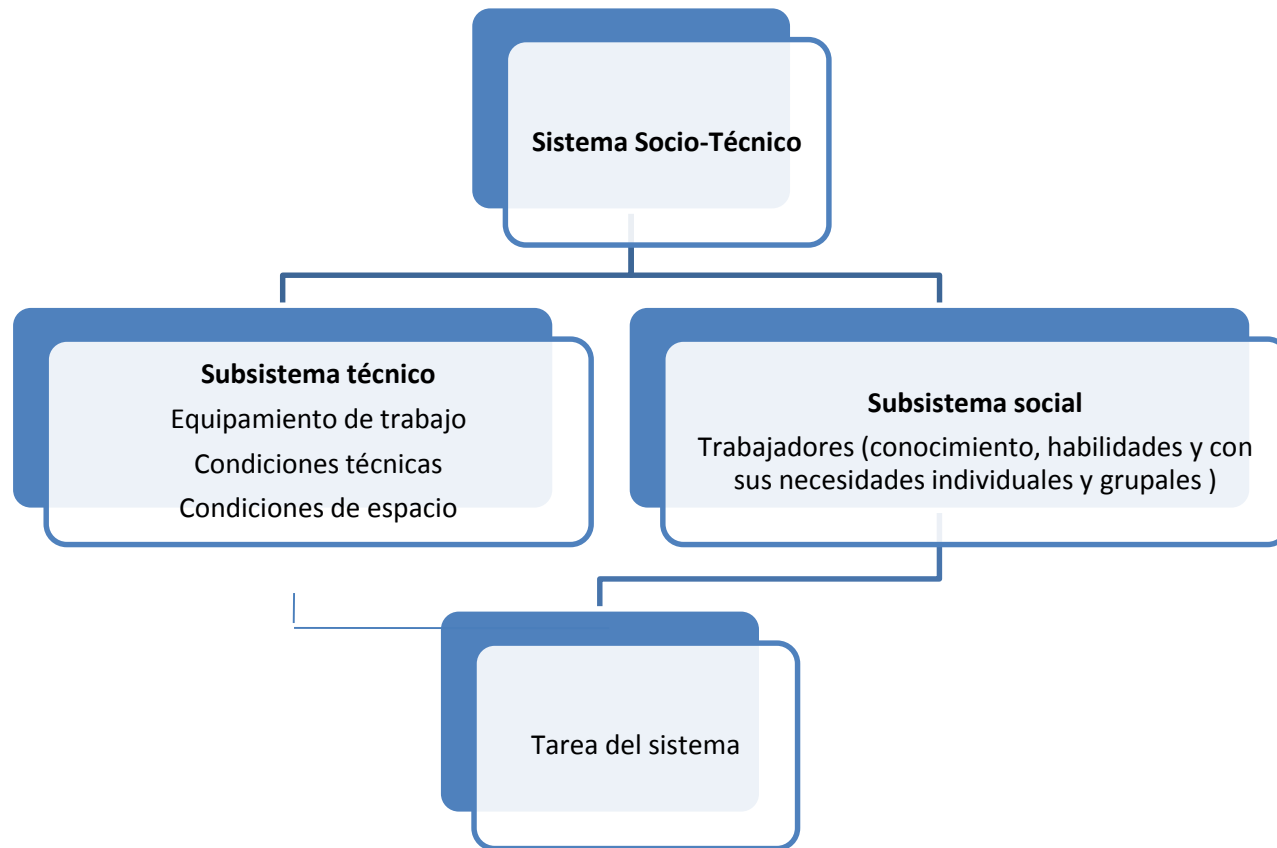 Sistema Socio-Técnico
Subsistema técnico
Equipamiento de trabajo
Condiciones técnicas
Condiciones de espacio
Subsistema social
Trabajadores (conocimiento, habilidades y con
sus necesidades individuales y grupales )
Tarea del sistema